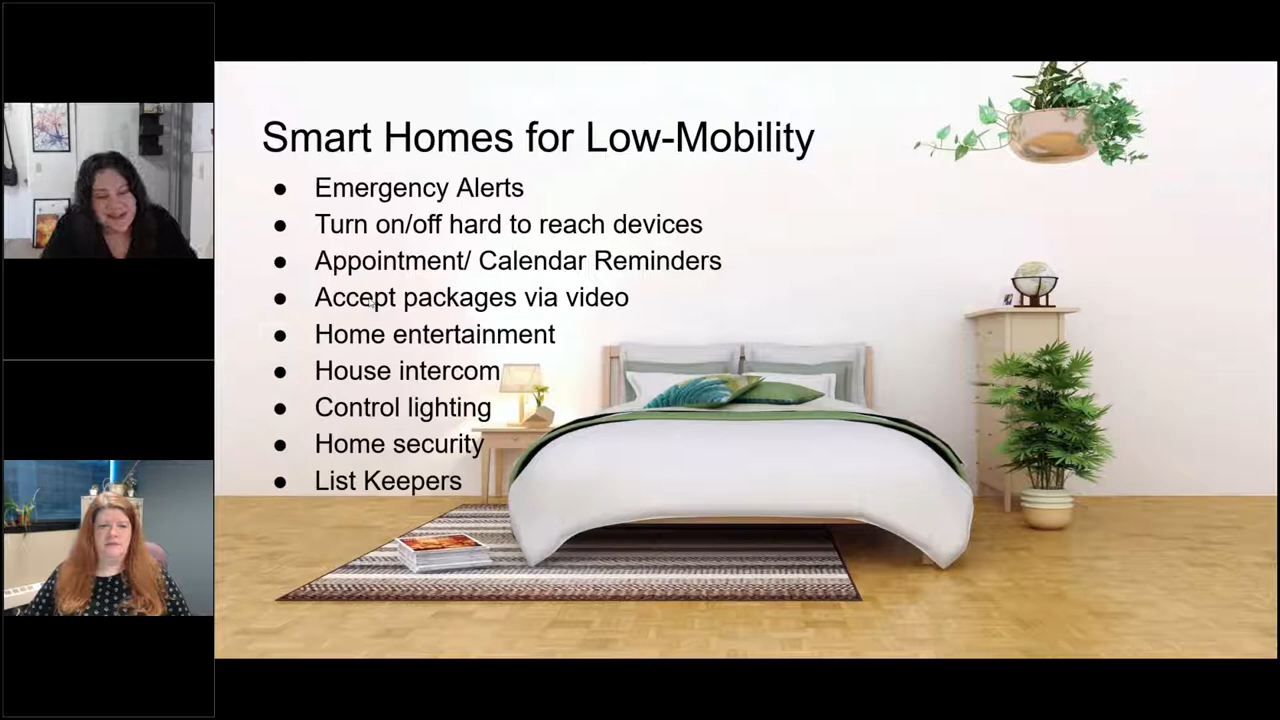 Smart Homes for Low-Mobility
● Emergency Alerts
● Turn on/off hard to reach devices
● Appointment/ Calendar Reminders
● Accept packages via video
● Home entertainment
● House intercom
● Control lighting
● Home security
● List Keepers